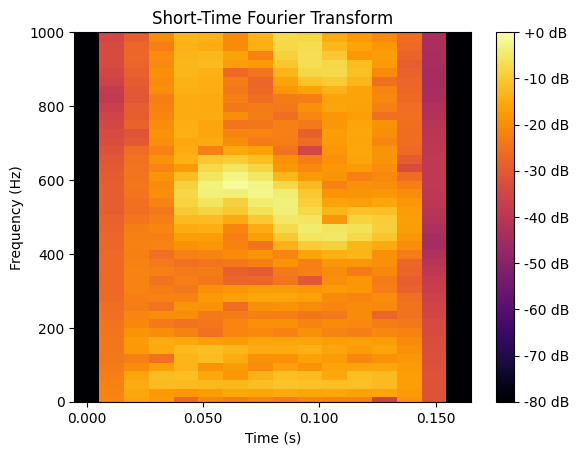 Short-Time Fourier Transform
1000
800
600
400
200
0
Frequency (Hz)
0.000
0.050
0.100
0.150
Time (s)
+0 dB
-10 dB
-20 dB
-30 dB
-40 dB
-50 dB
-60 dB
-70 dB
-80 dB